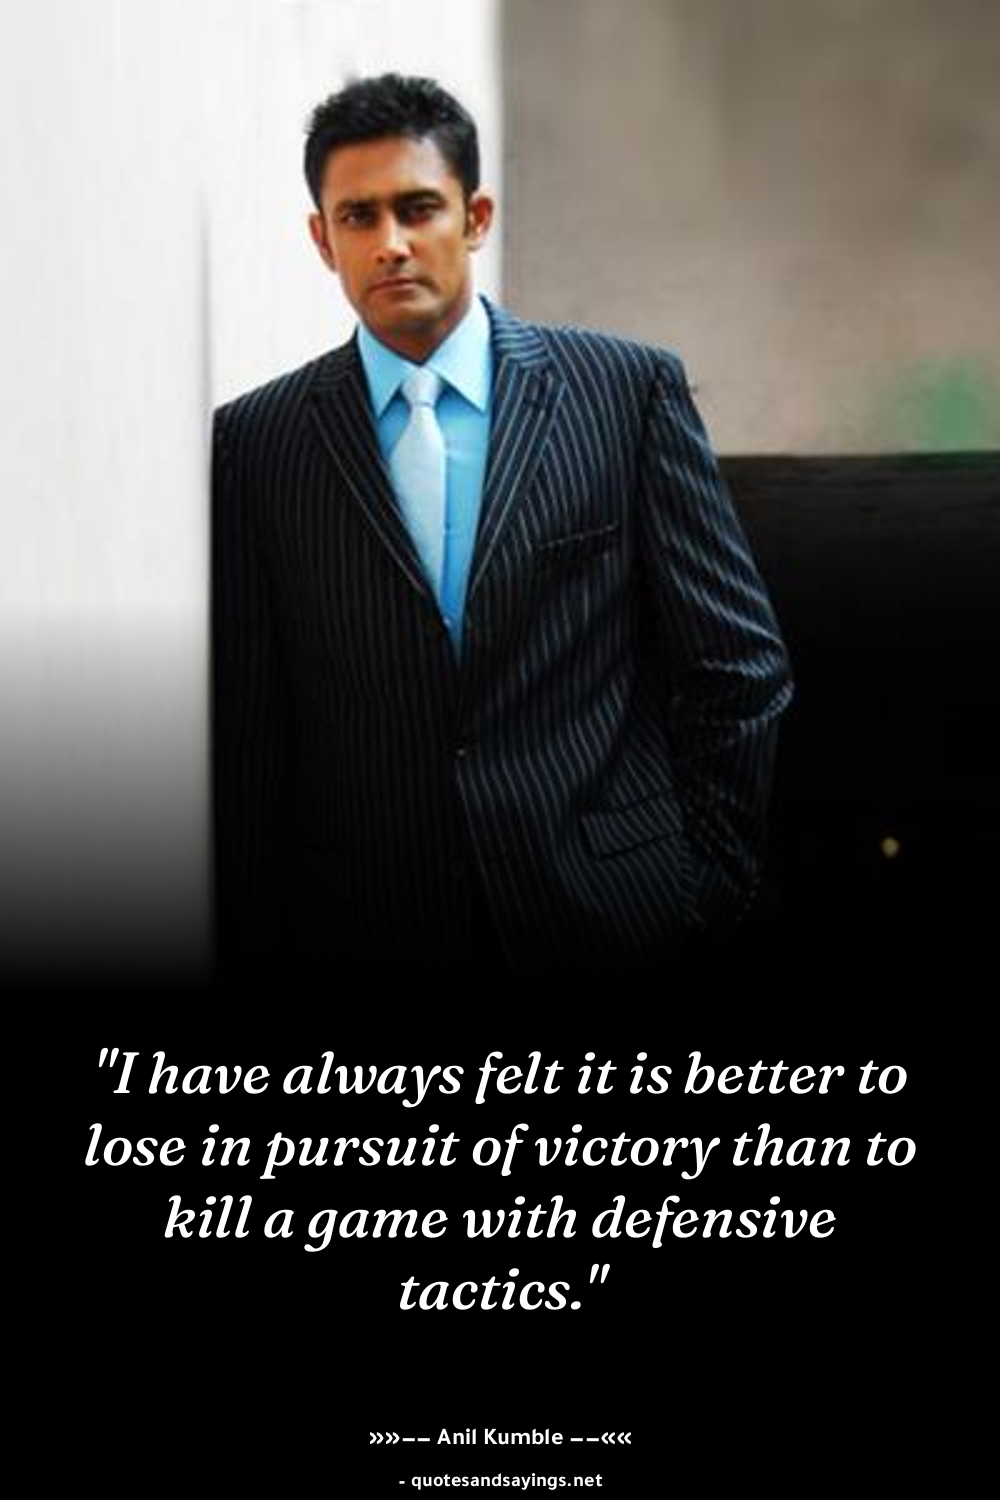 "I have always felt it is better to
lose in pursuit of victory than to
kill a game with defensive
tactics."
»»−− Anil Kumble −−««
- quotesandsayings.net